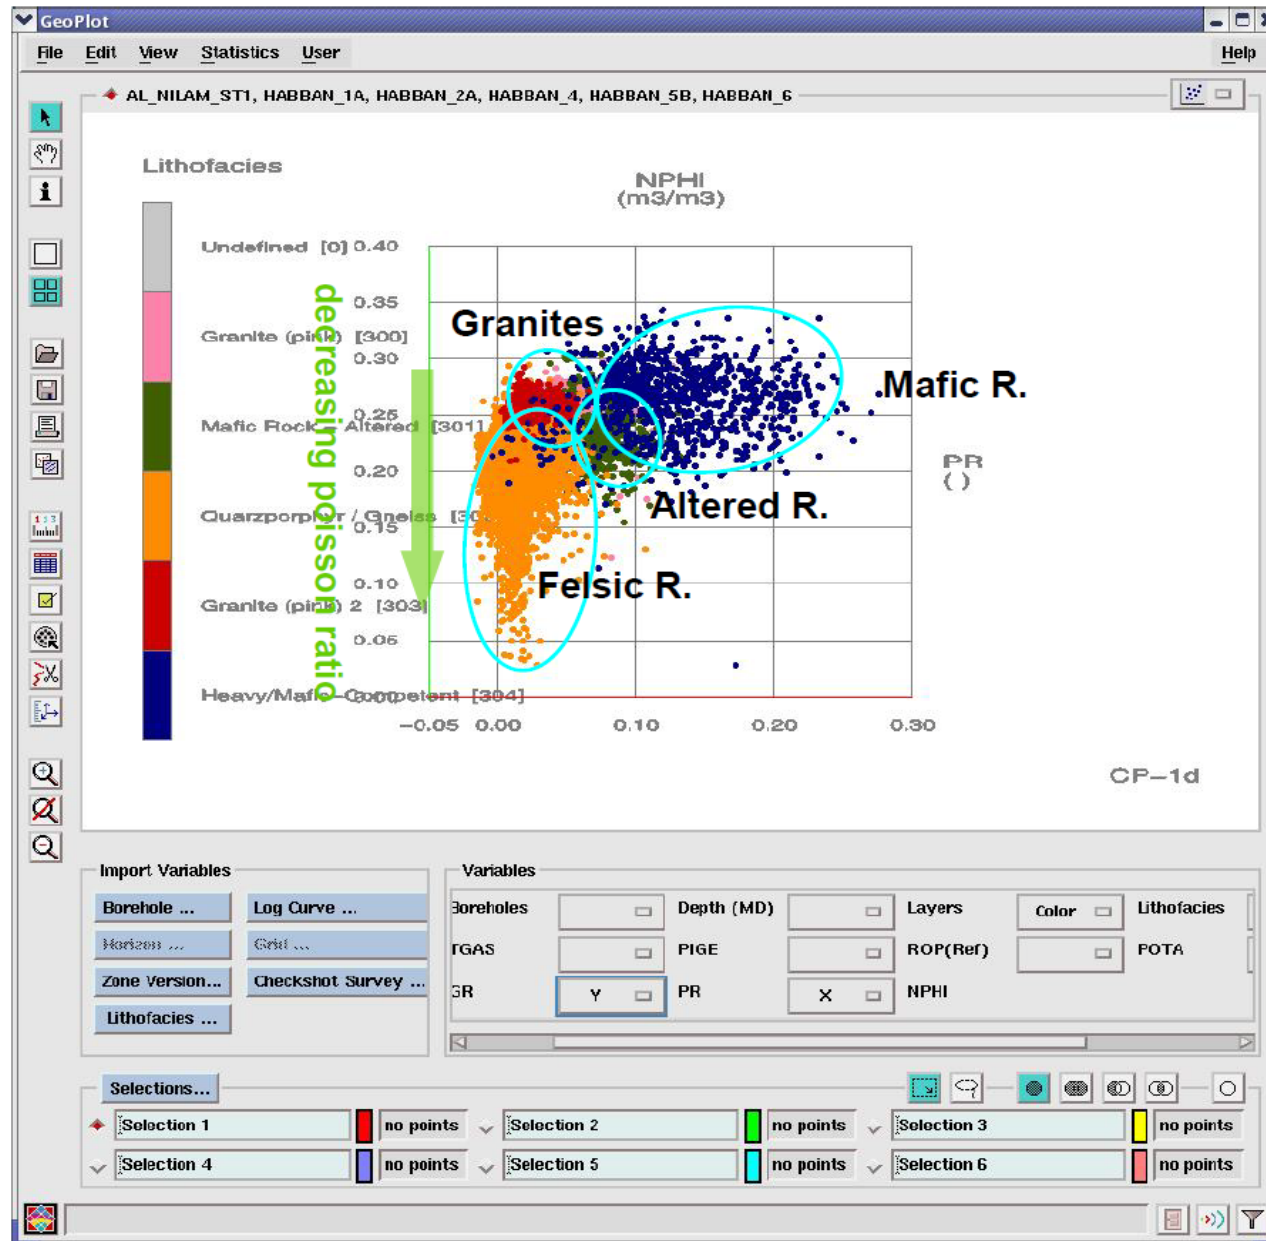 GeoPlot
File Edit View Statistics User Help
AL_NILAM_ST1, HABBAN_1A, HABBAN_2A, HABBAN_4, HABBAN_5B, HABBAN_6
Lithofacies
NPHI
(m3/m3)
Undefined [0] 0.40
0.35
Granites
Granite (pink) [300]
0.30
Mafic R.
0.25
Mafic Rock - Altered [301]
0.20
PR
( )
Altered R.
Quarzporphyr / Gneiss
0.15
0.10
Felsic R.
Granite (pink) 2 [303]
0.05
Heavy/Mafic-Competent [304]
0.00
decreasing poisson ratio
-0.05 0.00 0.10 0.20 0.30
CP-1d
Import Variables
Borehole ... Log Curve ...
Horizon ... Grid ...
Zone Version... Checkshot Survey ...
Lithofacies ...
Variables
Boreholes Depth (MD) Layers Color Lithofacies
TGAS PIGE ROP(Ref) POTA
GR Y PR X NPHI
Selections...
Selection 1 no points Selection 2 no points Selection 3 no points
Selection 4 no points Selection 5 no points Selection 6 no points